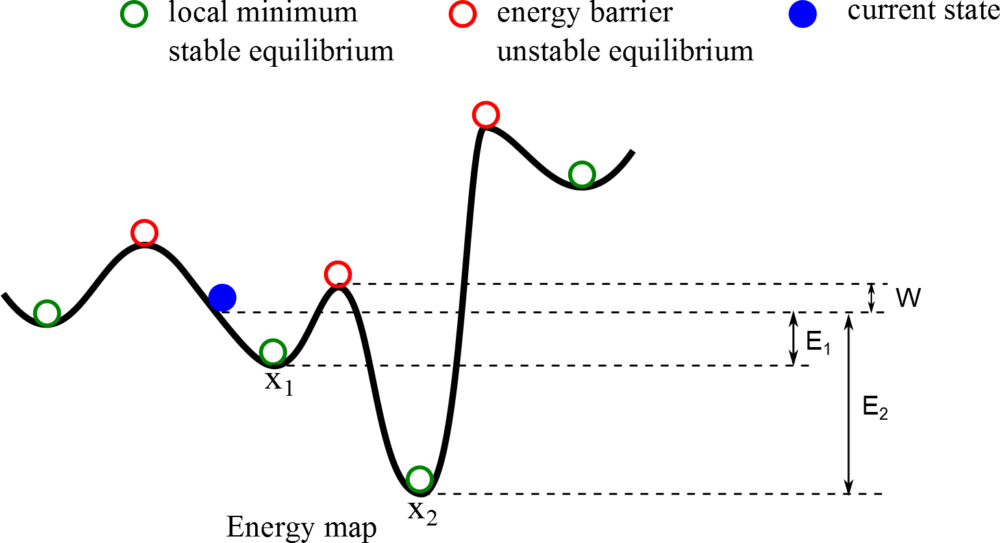 local minimum
stable equilibrium
energy barrier
unstable equilibrium
current state
W
E1
x1
E2
x2
Energy map